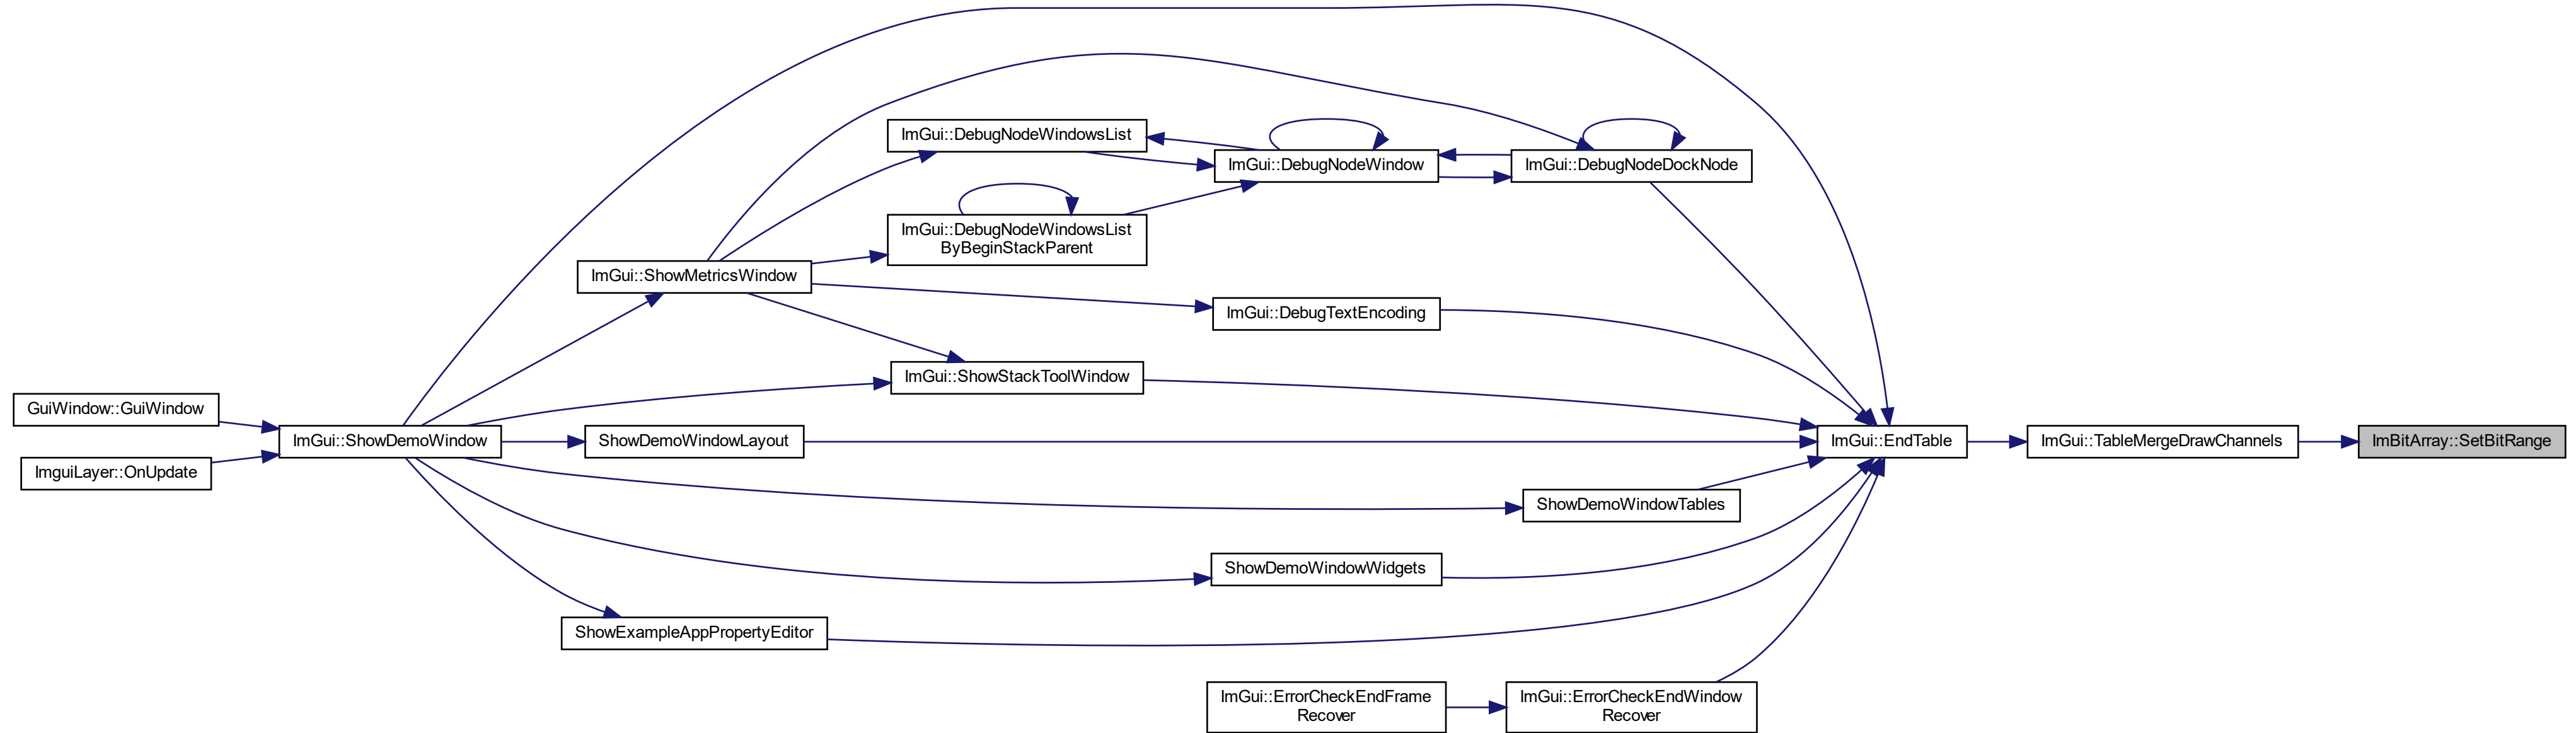 ImGui::DebugNodeWindowsList
ImGui::DebugNodeWindow
ImGui::DebugNodeDockNode
ImGui::DebugNodeWindowsList
ByBeginStackParent
ImGui::ShowMetricsWindow
ImGui::DebugTextEncoding
ImGui::ShowStackToolWindow
GuiWindow::GuiWindow
ImGui::ShowDemoWindow
ShowDemoWindowLayout
ImGui::EndTable
ImGui::TableMergeDrawChannels
ImBitArray::SetBitRange
ImguiLayer::OnUpdate
ShowDemoWindowTables
ShowDemoWindowWidgets
ShowExampleAppPropertyEditor
ImGui::ErrorCheckEndFrame
Recover
ImGui::ErrorCheckEndWindow
Recover